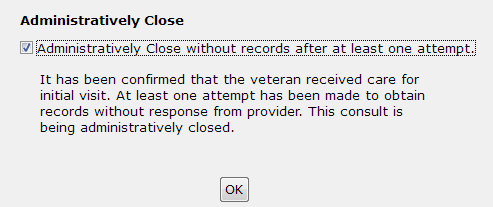 Administratively Close
Administratively Close without records after at least one attempt.
It has been confirmed that the veteran received care for
initial visit. At least one attempt has been made to obtain
records without response from provider. This consult is
being administratively closed.
OK